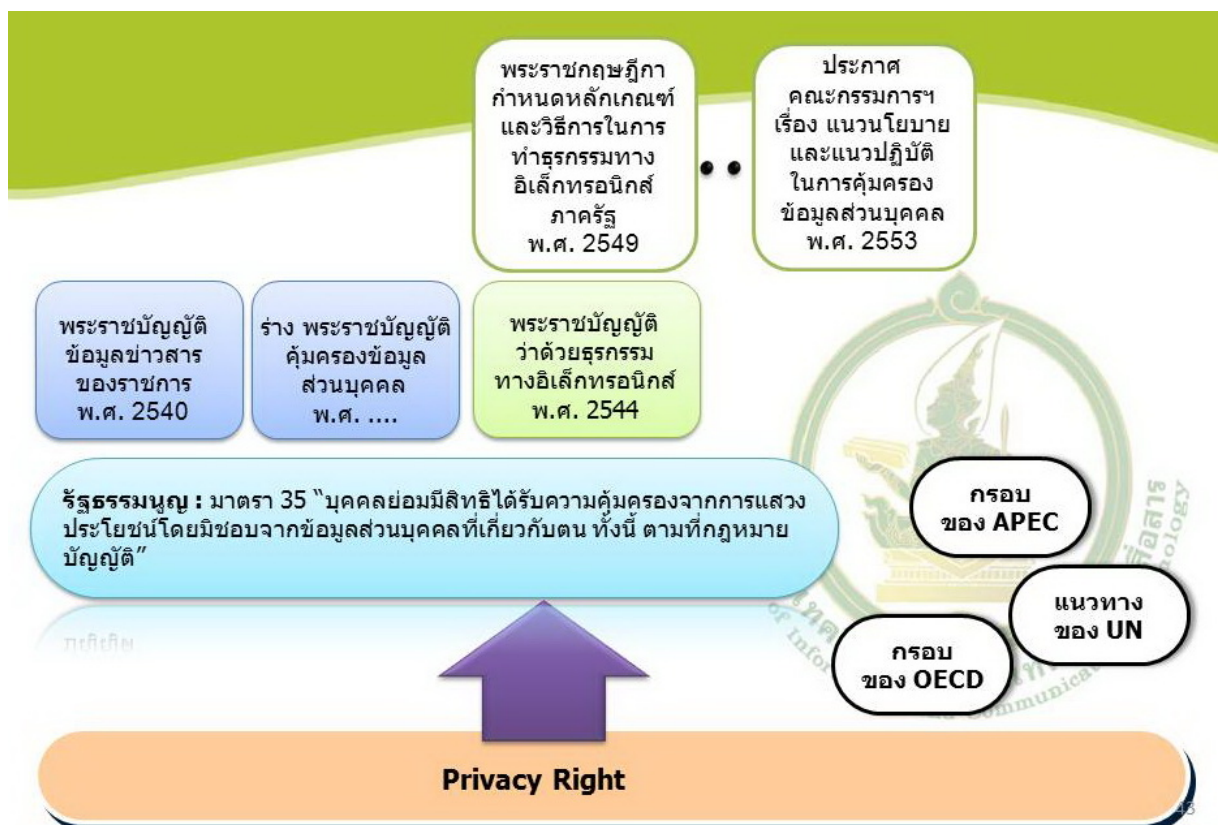 พระราชกฤษฎีกา
กำหนดหลักเกณฑ์
และวิธีการในการ
ทำธุรกรรมทาง
อิเล็กทรอนิกส์
ภาครัฐ
พ.ศ. 2549
ประกาศ
คณะกรรมการฯ
เรื่อง แนวนโยบาย
และแนวปฏิบัติ
ในการคุ้มครอง
ข้อมูลส่วนบุคคล
พ.ศ. 2553
พระราชบัญญัติ
ข้อมูลข่าวสาร
ของราชการ
พ.ศ. 2540
ร่าง พระราชบัญญัติ
คุ้มครองข้อมูล
ส่วนบุคคล
พ.ศ. ....
พระราชบัญญัติ
ว่าด้วยธุรกรรม
ทางอิเล็กทรอนิกส์
พ.ศ. 2544
รัฐธรรมนูญ : มาตรา 35 “บุคคลย่อมมีสิทธิได้รับความคุ้มครองจากการแสวง
ประโยชน์โดยมิชอบจากข้อมูลส่วนบุคคลที่เกี่ยวกับตน ทั้งนี้ ตามที่กฎหมาย
บัญญัติ”
กรอบ
ของ APEC
แนวทาง
ของ UN
กรอบ
ของ OECD
Privacy Right
43